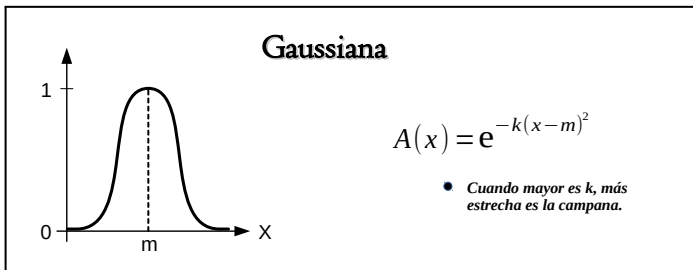 Gaussiana
1
A(x)=e^{-k(x-m)^2}
Cuando mayor es k, más
estrecha es la campana.
0
X
m